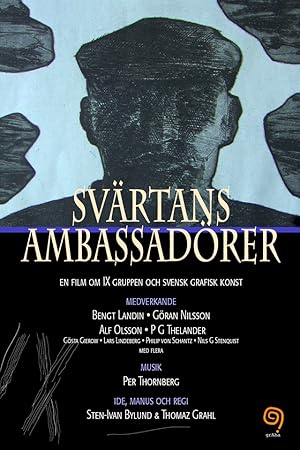 SVÄRTANS
AMBASSADÖRER
EN FILM OM IX GRUPPEN OCH SVENSK GRAFISK KONST
MEDVERKANDE
BENGT LANDIN • GÖRAN NILSSON
ALF OLSSON • P G THELANDER
GÖSTA GIEROW • LARS LINDEBERG • PHILIP VON SCHANTZ • NILS G STENQVIST
MED FLERA
MUSIK
PER THORNBERG
IDE, MANUS OCH REGI
STEN-IVAN BYLUND & THOMAZ GRAHL
IX
gräha